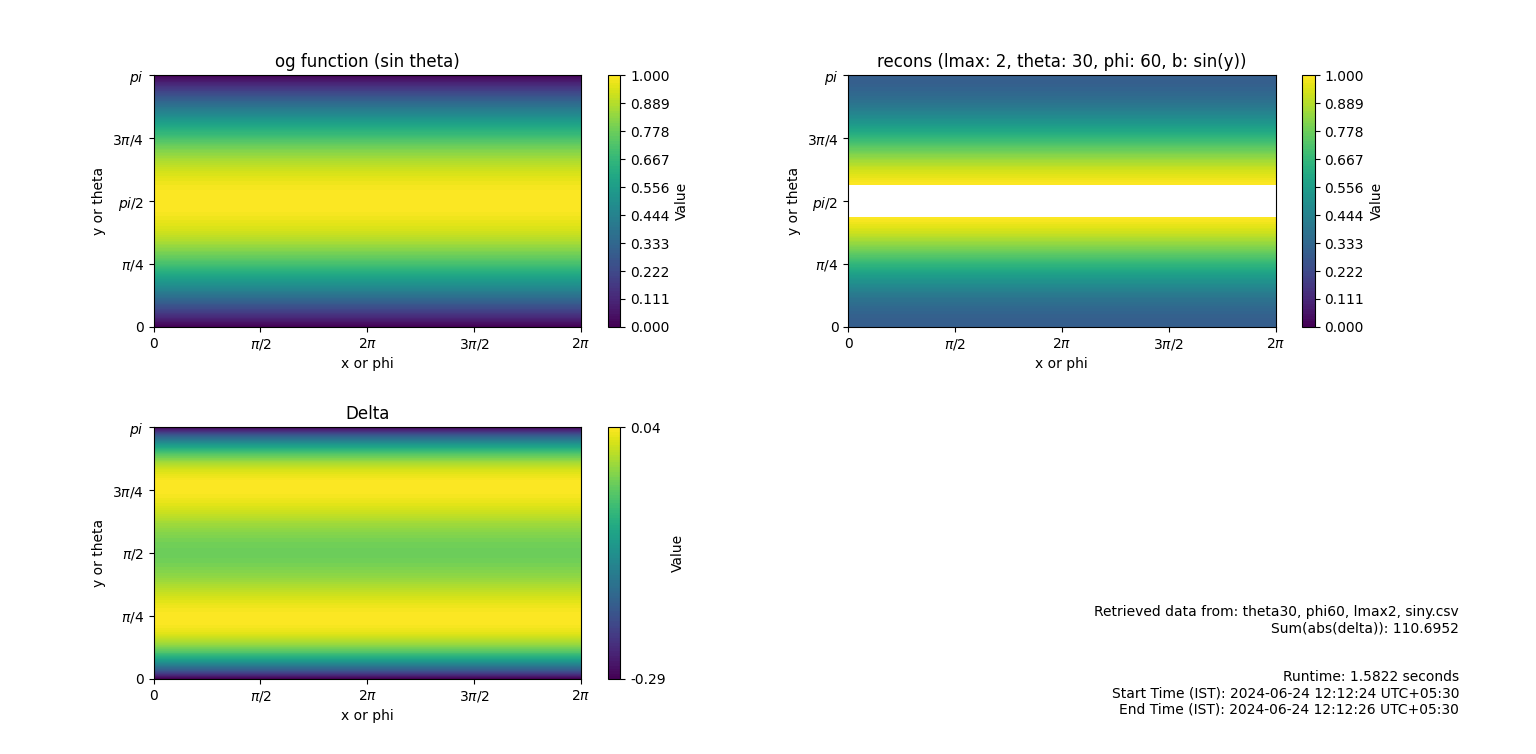 og function (sin theta)
pi
3π/4
pi/2
π/4
0
y or theta
0 π/2 2π 3π/2 2π
x or phi
1.000
0.889
0.778
0.667
0.556
0.444
0.333
0.222
0.111
0.000
Value
recons (lmax: 2, theta: 30, phi: 60, b: sin(y))
pi
3π/4
pi/2
π/4
0
y or theta
0 π/2 2π 3π/2 2π
x or phi
1.000
0.889
0.778
0.667
0.556
0.444
0.333
0.222
0.111
0.000
Value
Delta
pi
3π/4
π/2
π/4
0
y or theta
0 π/2 2π 3π/2 2π
x or phi
0.04
-0.29
Value
Retrieved data from: theta30, phi60, lmax2, siny.csv
Sum(abs(delta)): 110.6952
Runtime: 1.5822 seconds
Start Time (IST): 2024-06-24 12:12:24 UTC+05:30
End Time (IST): 2024-06-24 12:12:26 UTC+05:30